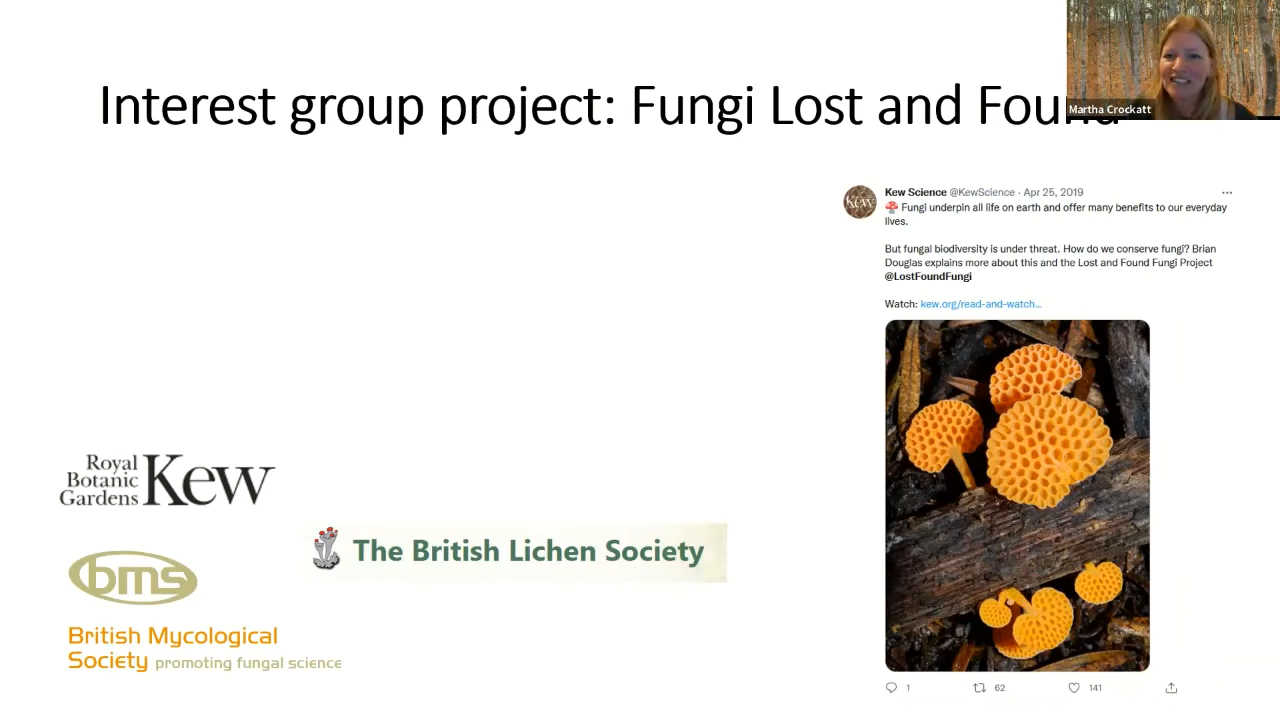 Interest group project: Fungi Lost and Found
Martha Crockatt
Kew Science @KewScience · Apr 25, 2019
Fungi underpin all life on earth and offer many benefits to our everyday
lives.
But fungal biodiversity is under threat. How do we conserve fungi? Brian
Douglas explains more about this and the Lost and Found Fungi Project
@LostFoundFungi
Watch: kew.org/read-and-watch...
kew
1 62 141
Royal
Botanic
Gardens Kew
The British Lichen Society
bms
British Mycological
Society promoting fungal science